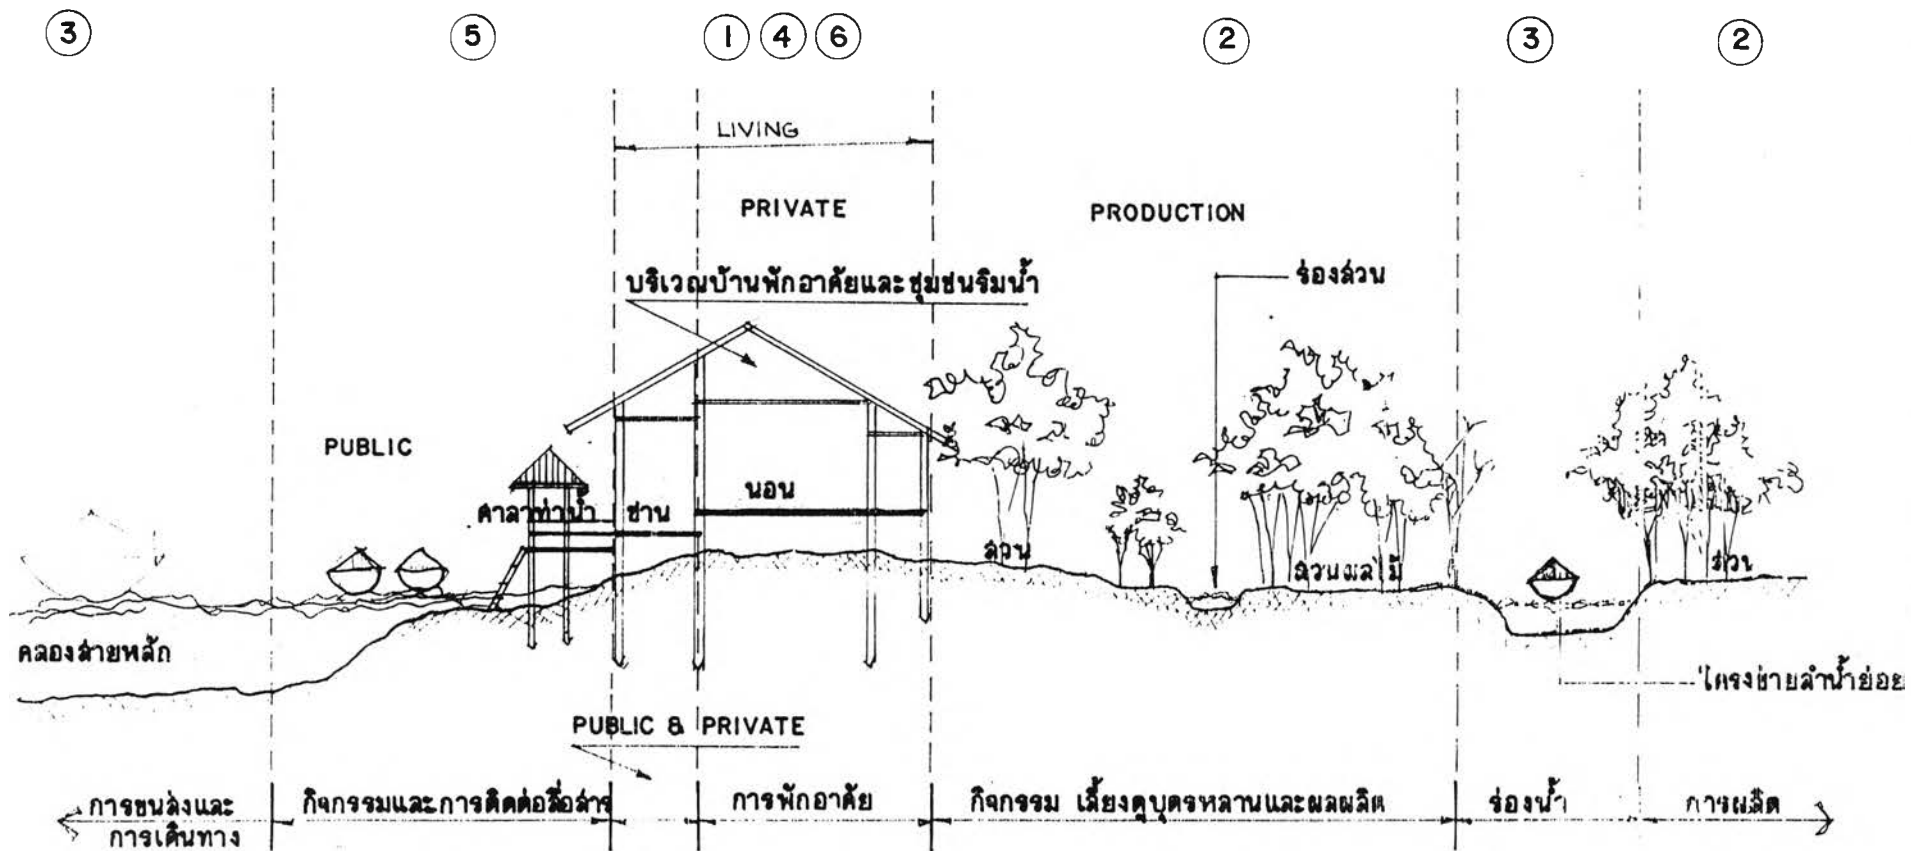 3 5 1 4 6 2 3 2
LIVING
PRIVATE
PRODUCTION
บริเวณบ้านพักอาศัยและชุมชนริมน้ำ
ร่องสวน
PUBLIC
ศาลาท่าน้ำ
ชาน
นอน
สวน
สวนผลไม้
สวน
คลองสายหลัก
โครงข่ายลำน้ำย่อย
PUBLIC & PRIVATE
การขนส่งและ
การเดินทาง
กิจกรรมและการติดต่อสื่อสาร
การพักอาศัย
กิจกรรม เลี้ยงดูบุตรหลานและผลผลิต
ร่องน้ำ
การผลิต